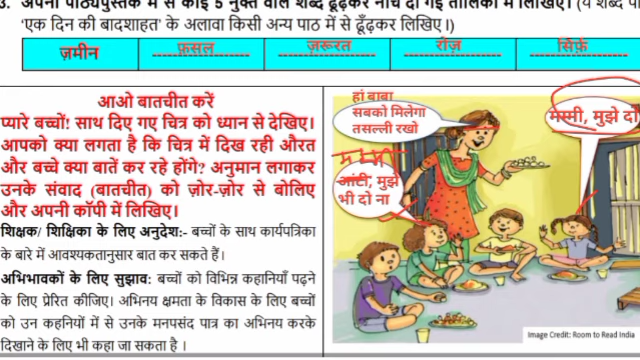 3. अपनी पाठ्यपुस्तक में से कोई 5 नुक्ते वाले शब्द ढूँढ़कर नीचे दी गई तालिका में लिखिए। (ये शब्द
'एक दिन की बादशाहत' के अलावा किसी अन्य पाठ में से ढूँढ़कर लिखिए।)
ज़मीन फ़सल ज़रूरत रोज़ सिर्फ़
आओ बातचीत करें
प्यारे बच्चों! साथ दिए गए चित्र को ध्यान से देखिए।
आपको क्या लगता है कि चित्र में दिख रही औरत
और बच्चे क्या बातें कर रहे होंगे? अनुमान लगाकर
उनके संवाद (बातचीत) को ज़ोर-ज़ोर से बोलिए
और अपनी कॉपी में लिखिए।
शिक्षक/ शिक्षिका के लिए अनुदेश:- बच्चों के साथ कार्यपत्रिका
के बारे में आवश्यकतानुसार बात कर सकते हैं।
अभिभावकों के लिए सुझाव: बच्चों को विभिन्न कहानियाँ पढ़ने
के लिए प्रेरित कीजिए। अभिनय क्षमता के विकास के लिए बच्चों
को उन कहनियों में से उनके मनपसंद पात्र का अभिनय करके
दिखाने के लिए भी कहा जा सकता है ।
हां बाबा
सबको मिलेगा
तसल्ली रखो
मम्मी, मुझे दो
आंटी, मुझे
भी दो ना
Image Credit: Room to Read India